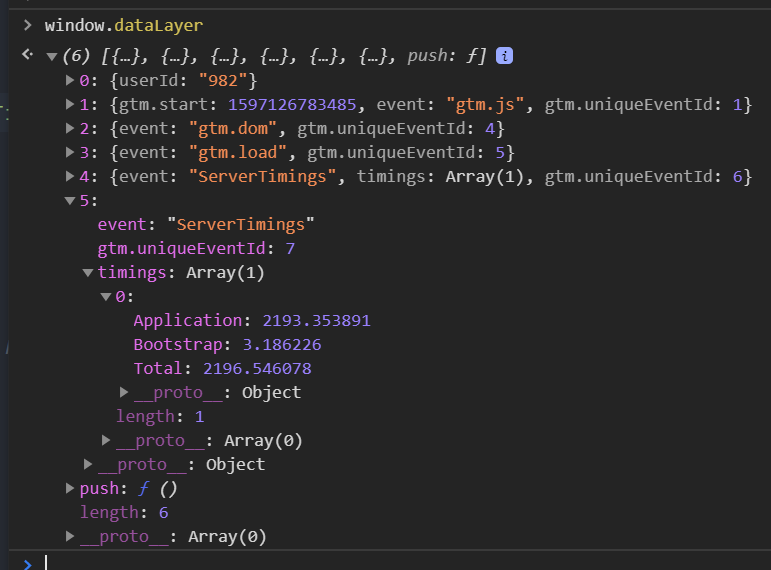 window.dataLayer
(6) [{…}, {…}, {…}, {…}, {…}, {…}, push: ƒ] i
0: {userId: "982"}
1: {gtm.start: 1597126783485, event: "gtm.js", gtm.uniqueEventId: 1}
2: {event: "gtm.dom", gtm.uniqueEventId: 4}
3: {event: "gtm.load", gtm.uniqueEventId: 5}
4: {event: "ServerTimings", timings: Array(1), gtm.uniqueEventId: 6}
5:
event: "ServerTimings"
gtm.uniqueEventId: 7
timings: Array(1)
0:
Application: 2193.353891
Bootstrap: 3.186226
Total: 2196.546078
__proto__: Object
length: 1
__proto__: Array(0)
__proto__: Object
push: ƒ ()
length: 6
__proto__: Array(0)